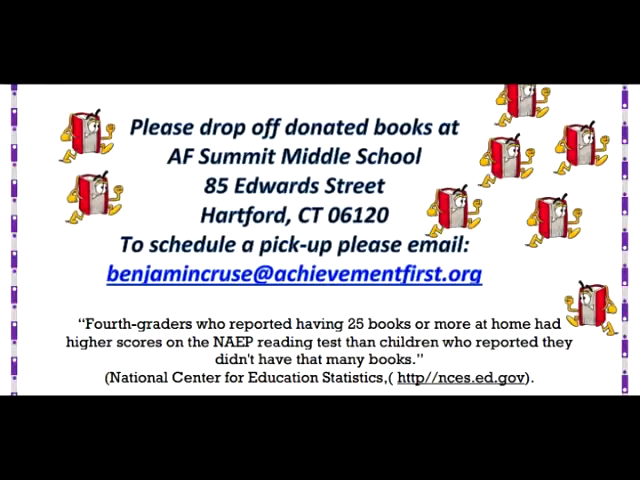 Please drop off donated books at
AF Summit Middle School
85 Edwards Street
Hartford, CT 06120
To schedule a pick-up please email:
benjamincruse@achievementfirst.org
“Fourth-graders who reported having 25 books or more at home had
higher scores on the NAEP reading test than children who reported they
didn't have that many books.”
(National Center for Education Statistics,( http//nces.ed.gov).